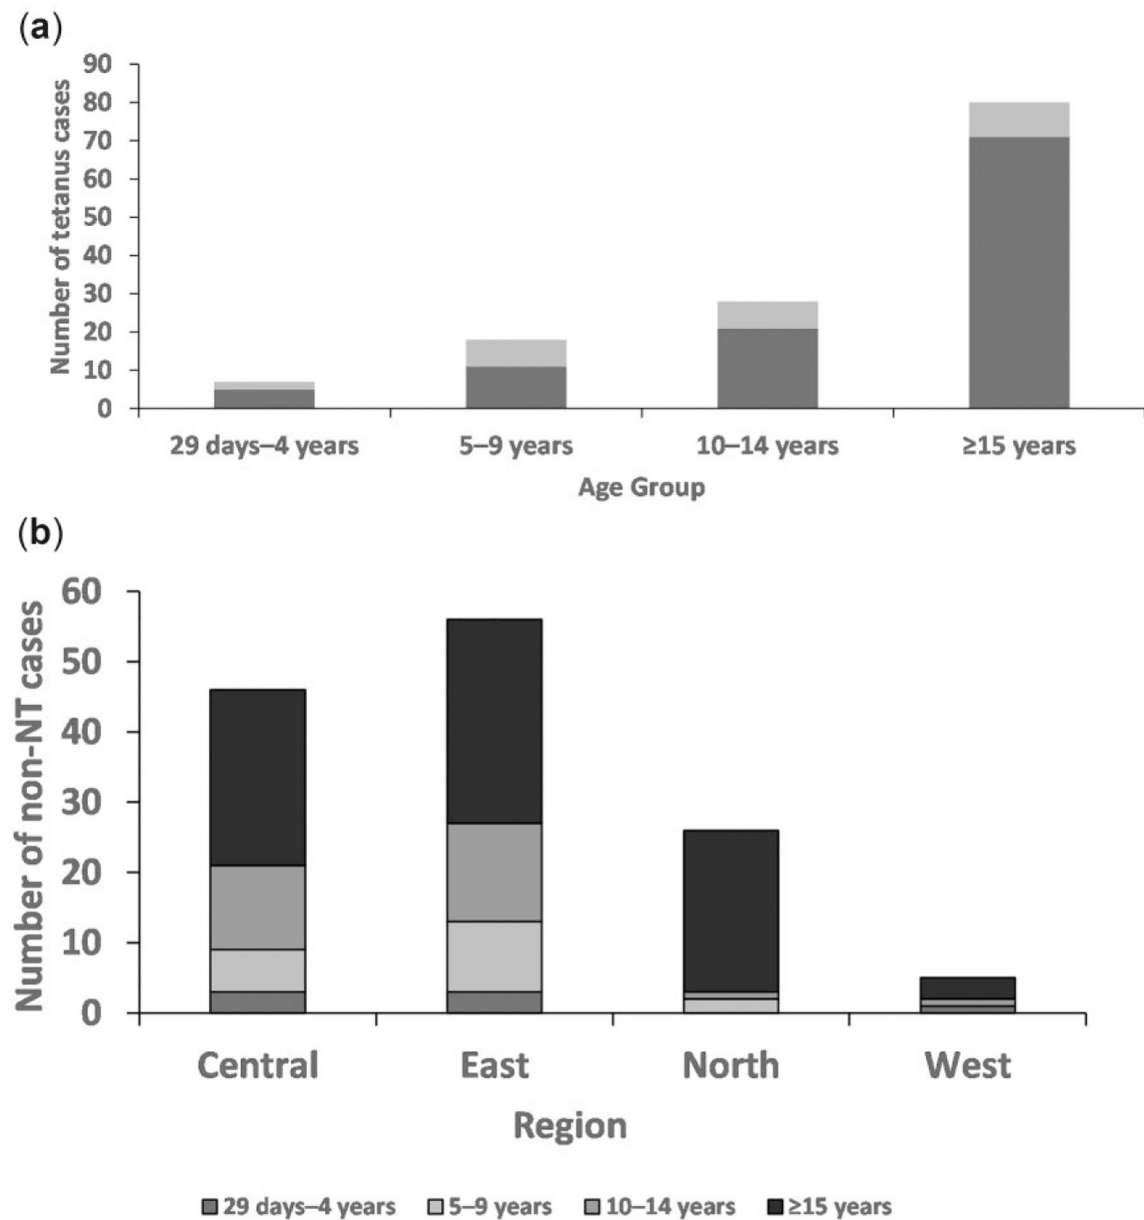 (a)
Number of tetanus cases
90
80
70
60
50
40
30
20
10
0
29 days–4 years 5–9 years 10–14 years ≥15 years
Age Group
(b)
Number of non-NT cases
60
50
40
30
20
10
0
Central East North West
Region
29 days–4 years 5–9 years 10–14 years ≥15 years